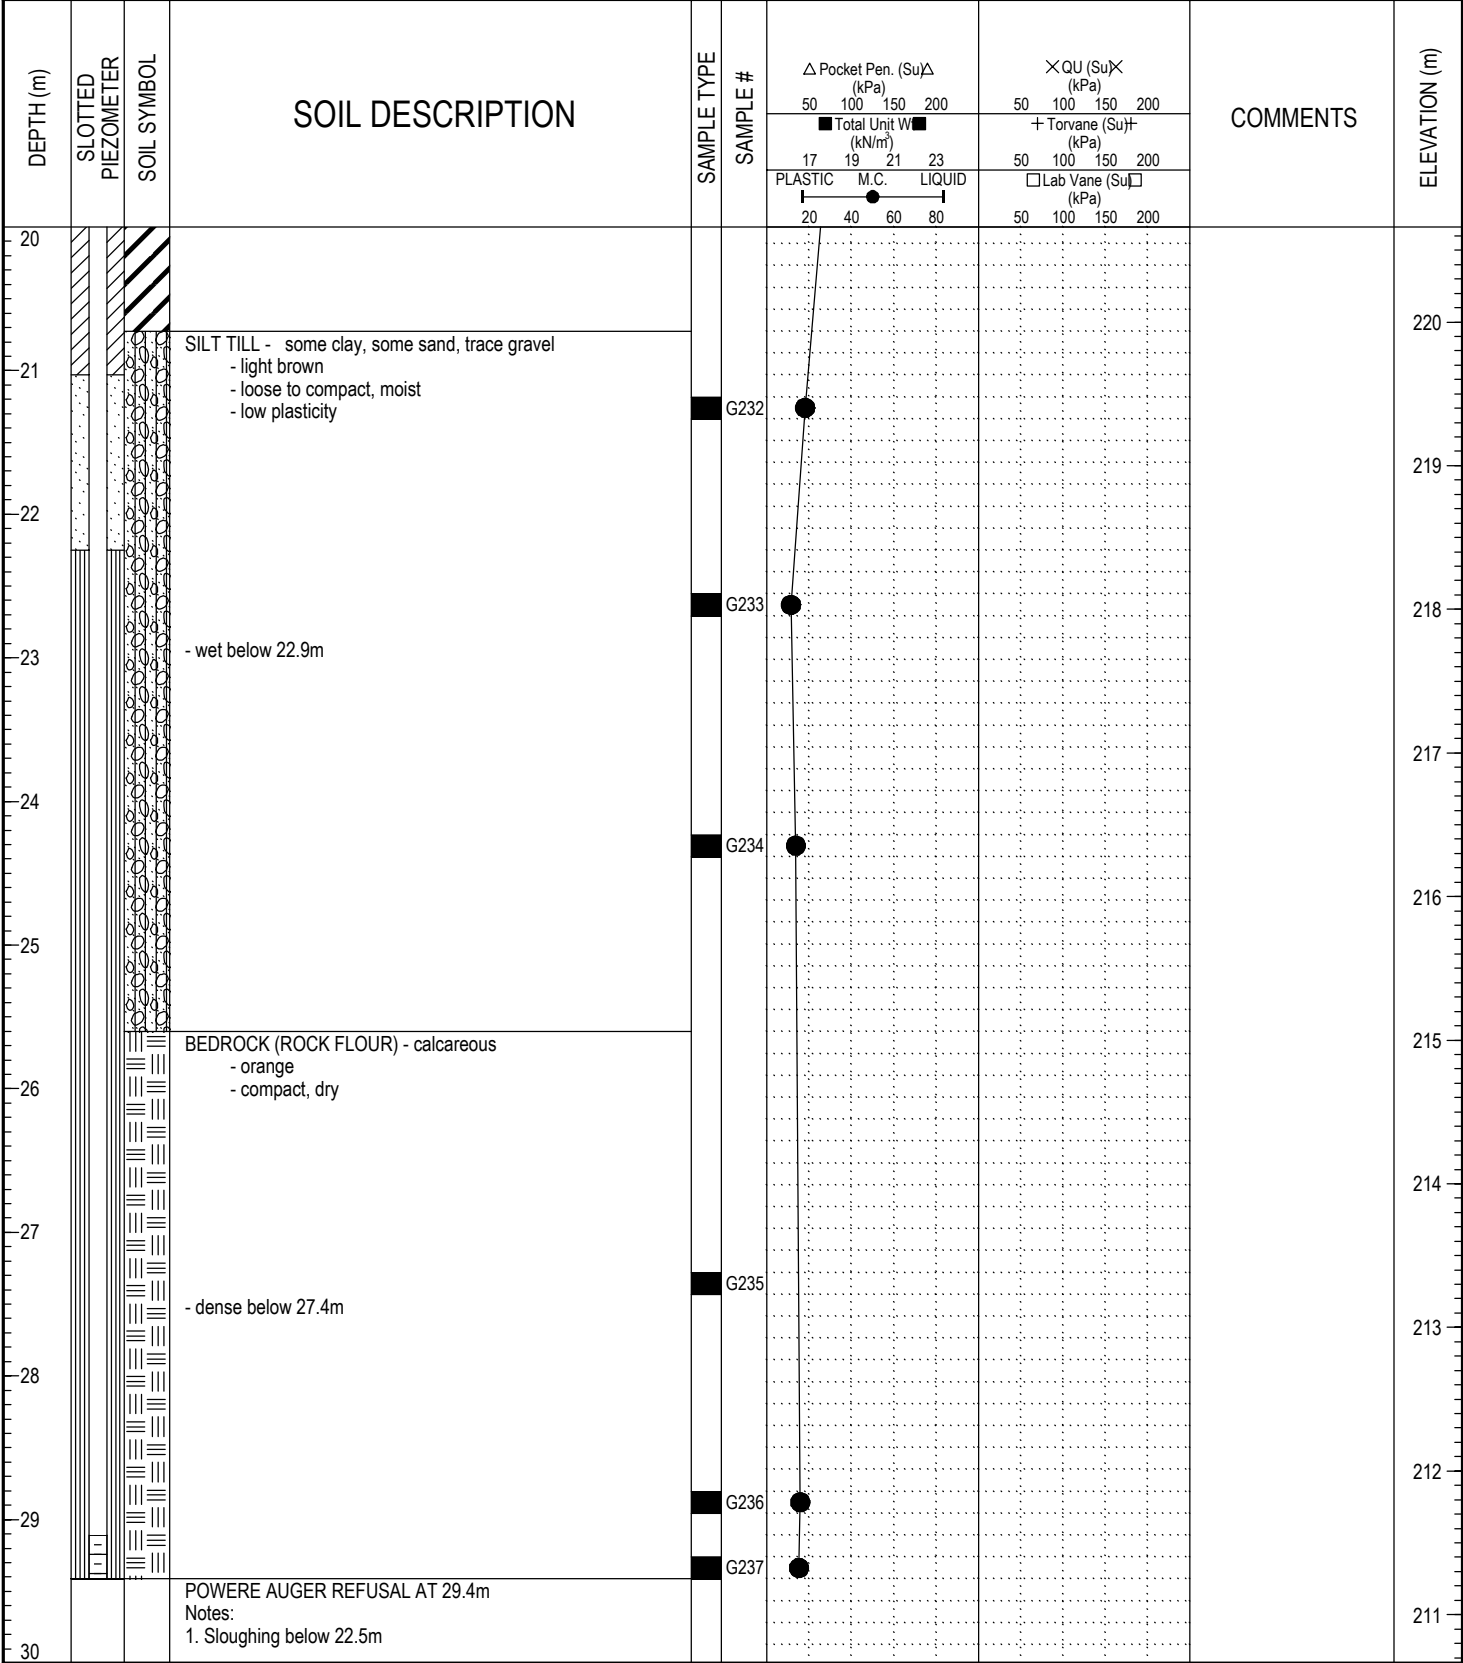 DEPTH (m)
SLOTTED
PIEZOMETER
SOIL SYMBOL
SOIL DESCRIPTION
SAMPLE TYPE
SAMPLE #
Pocket Pen. (Su)
(kPa)
50 100 150 200
Total Unit Wt
(kN/m³)
17 19 21 23
PLASTIC M.C. LIQUID
20 40 60 80
QU (Su)
(kPa)
50 100 150 200
Torvane (Su)
(kPa)
50 100 150 200
Lab Vane (Su)
(kPa)
50 100 150 200
COMMENTS
ELEVATION (m)
20
220
SILT TILL - some clay, some sand, trace gravel
- light brown
21
- loose to compact, moist
- low plasticity
G232
219
22
G233
218
- wet below 22.9m
23
217
24
G234
216
25
BEDROCK (ROCK FLOUR) - calcareous
215
- orange
26
- compact, dry
214
27
G235
- dense below 27.4m
213
28
212
G236
29
G237
POWERE AUGER REFUSAL AT 29.4m
Notes:
211
1. Sloughing below 22.5m
30